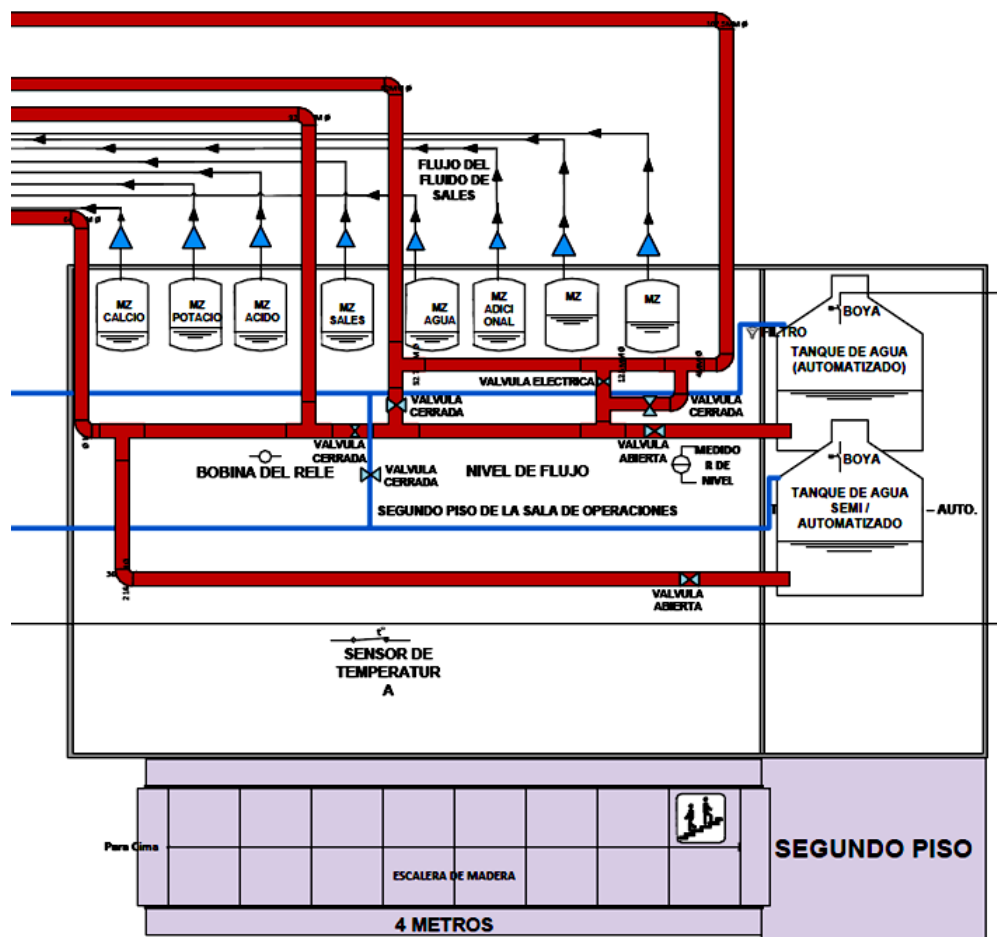 FLUJO DEL
FLUIDO DE
SALES
MZ
CALCIO
MZ
POTACIO
MZ
ACIDO
MZ
SALES
MZ
AGUA
MZ
ADICI
ONAL
MZ
MZ
BOYA
FILTRO
TANQUE DE AGUA
(AUTOMATIZADO)
VALVULA ELECTRICA
VALVULA
CERRADA
VALVULA
CERRADA
VALVULA
CERRADA
VALVULA
ABIERTA
MEDIDO
R DE
NIVEL
BOBINA DEL RELE
VALVULA
CERRADA
NIVEL DE FLUJO
BOYA
TANQUE DE AGUA
SEMI /
AUTOMATIZADO
– AUTO.
SEGUNDO PISO DE LA SALA DE OPERACIONES
VALVULA
ABIERTA
t°
SENSOR DE
TEMPERATUR
A
Para Cima
ESCALERA DE MADERA
SEGUNDO PISO
4 METROS